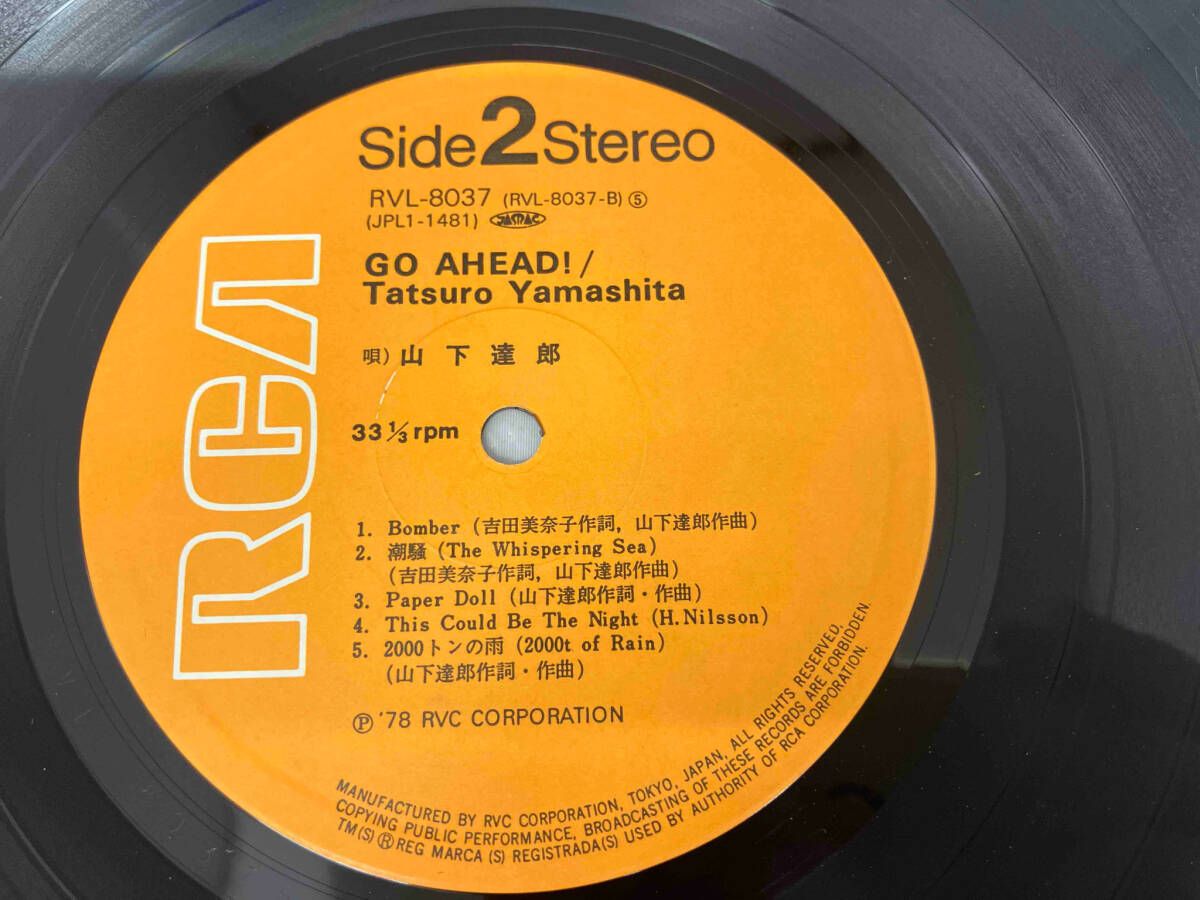 RCA
Side 2 Stereo
RVL-8037 (RVL-8037-B) ⑤
(JPL1-1481) JASRAC
GO AHEAD! /
Tatsuro Yamashita
唄) 山下達郎
33 1/3 rpm
1. Bomber (吉田美奈子作詞, 山下達郎作曲)
2. 潮騒 (The Whispering Sea)
(吉田美奈子作詞, 山下達郎作曲)
3. Paper Doll (山下達郎作詞・作曲)
4. This Could Be The Night (H. Nilsson)
5. 2000トンの雨 (2000t of Rain)
(山下達郎作詞・作曲)
Ⓟ '78 RVC CORPORATION
MANUFACTURED BY RVC CORPORATION, TOKYO, JAPAN, ALL RIGHTS RESERVED.
COPYING PUBLIC PERFORMANCE, BROADCASTING OF THESE RECORDS ARE FORBIDDEN.
TM(S) ® REG MARCA (S) REGISTRADA(S) USED BY AUTHORITY OF RCA CORPORATION.